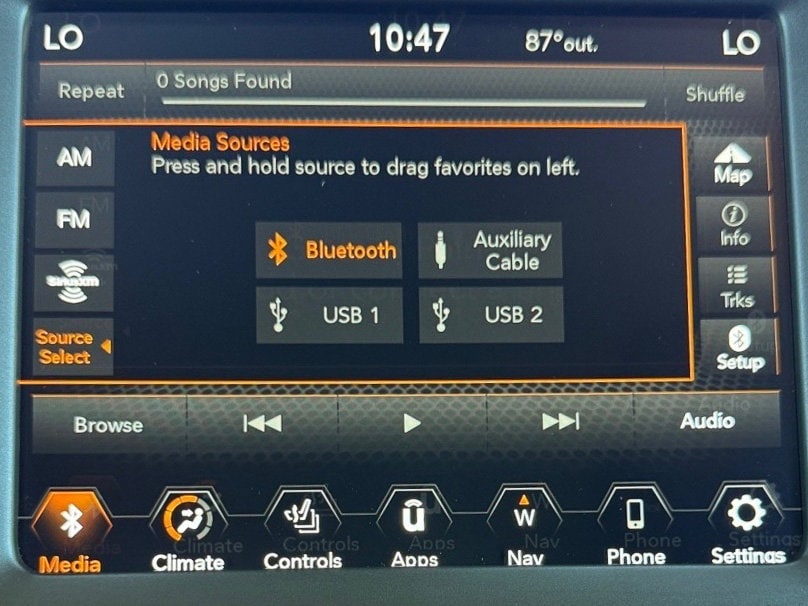 LO
10:47
87°out.
LO
Repeat
0 Songs Found
Shuffle
AM
FM
SiriusXM
Source
Select
Media Sources
Press and hold source to drag favorites on left.
Bluetooth
Auxiliary
Cable
USB 1
USB 2
Map
Info
Trks
Setup
Browse
Audio
Media
Climate
Controls
u
Apps
W
Nav
Phone
Settings